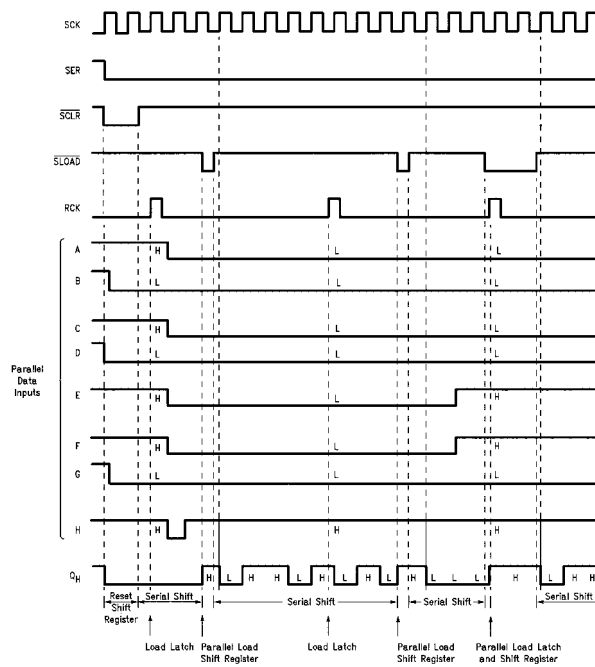 SCK
SER
SCLR
SLOAD
RCK
A H L L
B L L L
C H L L
D L L L
Parallel
Data
Inputs
E H L H
F H L H
G L L L
H H H H
QH H L H H L H L H L H L L L H L H H
Reset
Shift
Register
Serial Shift
Serial Shift
Serial Shift
Serial Shift
Load Latch
Parallel Load
Shift Register
Load Latch
Parallel Load
Shift Register
Parallel Load Latch
and Shift Register